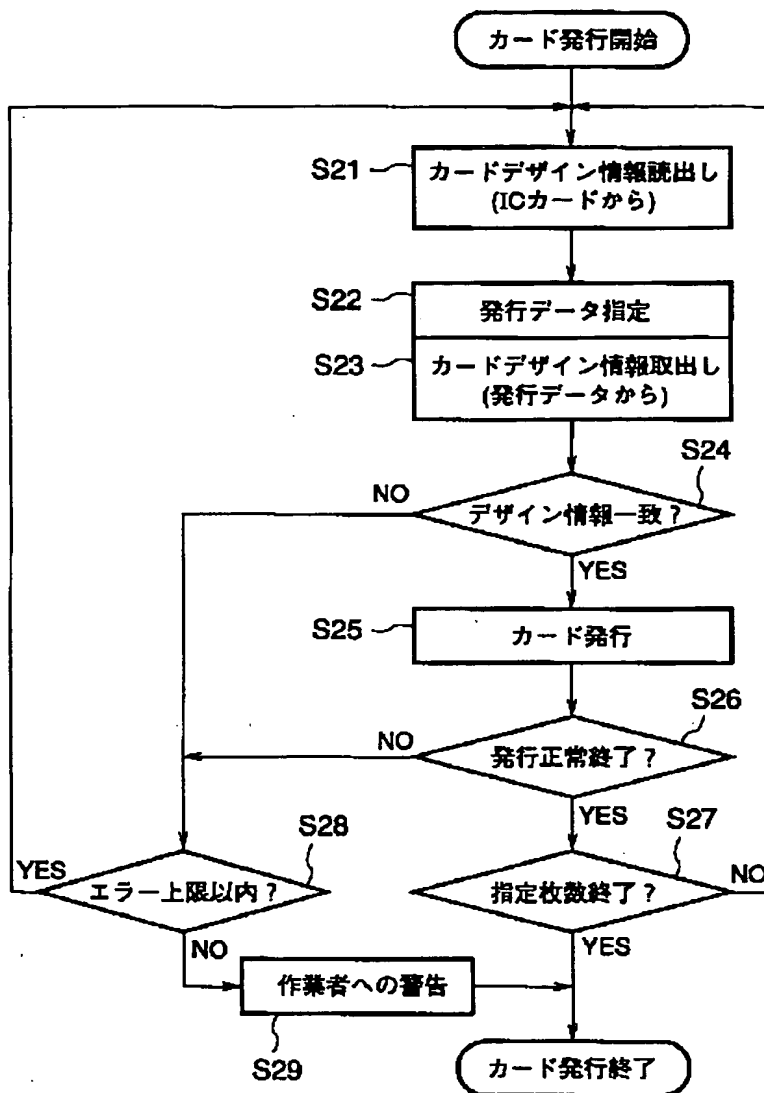 カード発行開始
S21
カードデザイン情報読出し
(ICカードから)
S22
発行データ指定
S23
カードデザイン情報取出し
(発行データから)
S24
NO
デザイン情報一致?
YES
S25
カード発行
S26
NO
発行正常終了?
YES
S28
S27
YES
エラー上限以内?
指定枚数終了?
NO
NO
YES
作業者への警告
S29
カード発行終了